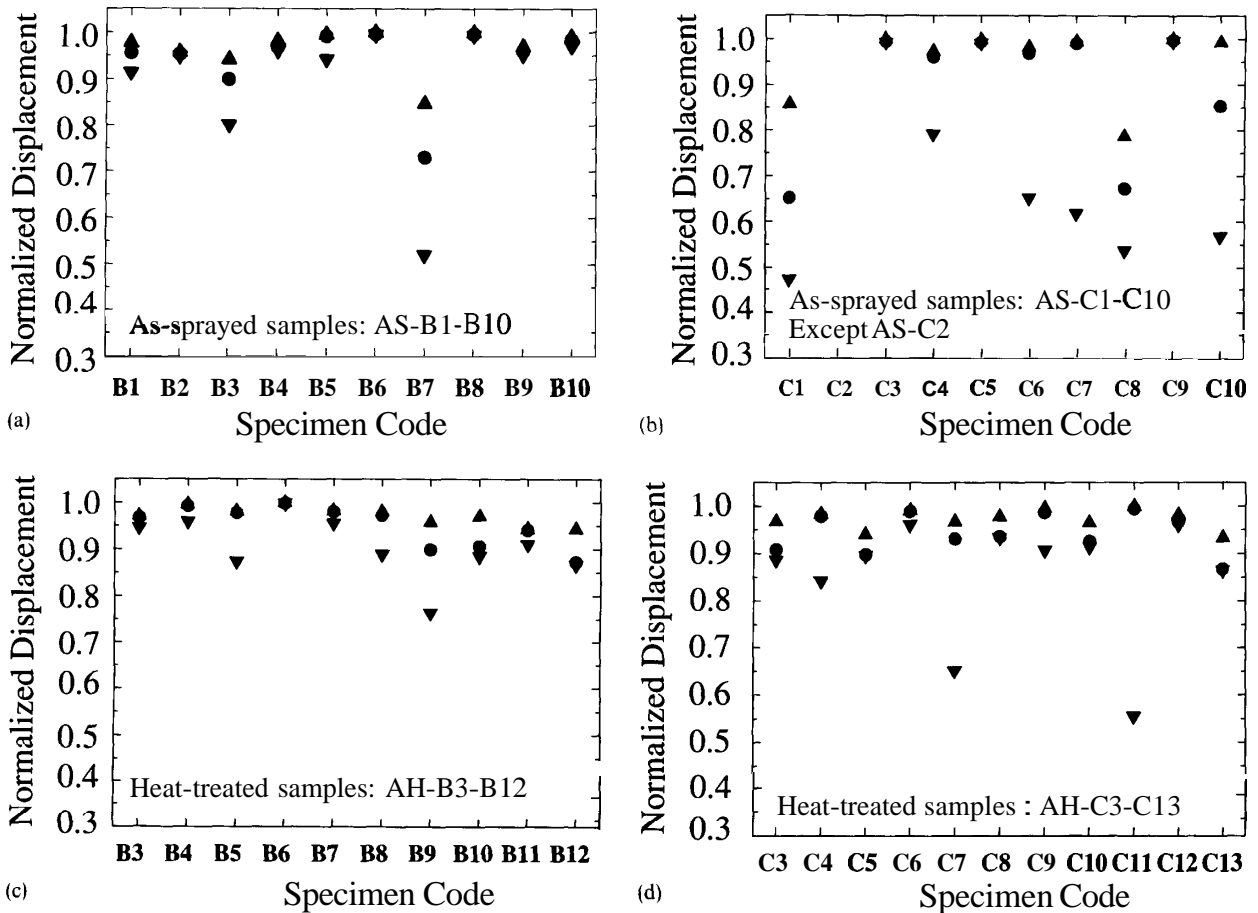 Normalized Displacement
1.0
0.9
0.8
0.7
0.6
0.5
0.4
0.3
As-sprayed samples: AS-B1-B10
B1 B2 B3 B4 B5 B6 B7 B8 B9 B10
(a)
Specimen Code
Normalized Displacement
1.0
0.9
0.8
0.7
0.6
0.5
0.4
0.3
As-sprayed samples: AS-C1-C10
Except AS-C2
C1 C2 C3 C4 C5 C6 C7 C8 C9 C10
(b)
Specimen Code
Normalized Displacement
1.0
0.9
0.8
0.7
0.6
0.5
0.4
0.3
Heat-treated samples: AH-B3-B12
B3 B4 B5 B6 B7 B8 B9 B10 B11 B12
(c)
Specimen Code
Normalized Displacement
1.0
0.9
0.8
0.7
0.6
0.5
0.4
0.3
Heat-treated samples : AH-C3-C13
C3 C4 C5 C6 C7 C8 C9 C10 C11 C12 C13
(d)
Specimen Code